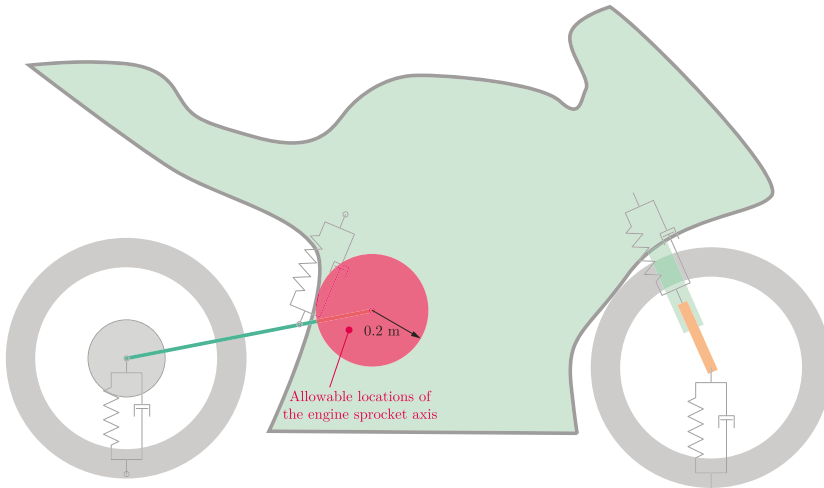 0.2 m
Allowable locations of
the engine sprocket axis